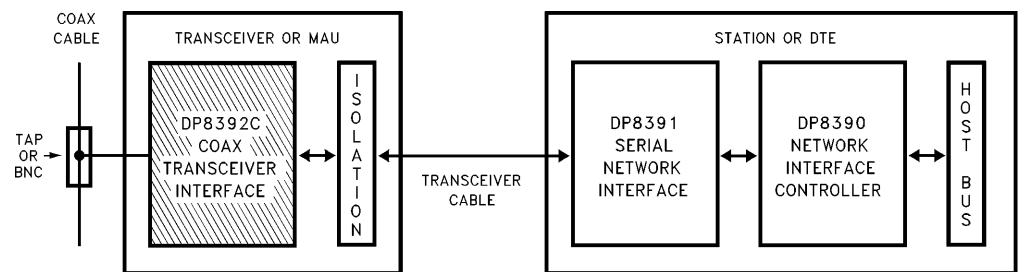 COAX
CABLE
TRANSCEIVER OR MAU
STATION OR DTE
TAP
OR
BNC
DP8392C
COAX
TRANSCEIVER
INTERFACE
ISOLATION
TRANSCEIVER
CABLE
DP8391
SERIAL
NETWORK
INTERFACE
DP8390
NETWORK
INTERFACE
CONTROLLER
HOST BUS